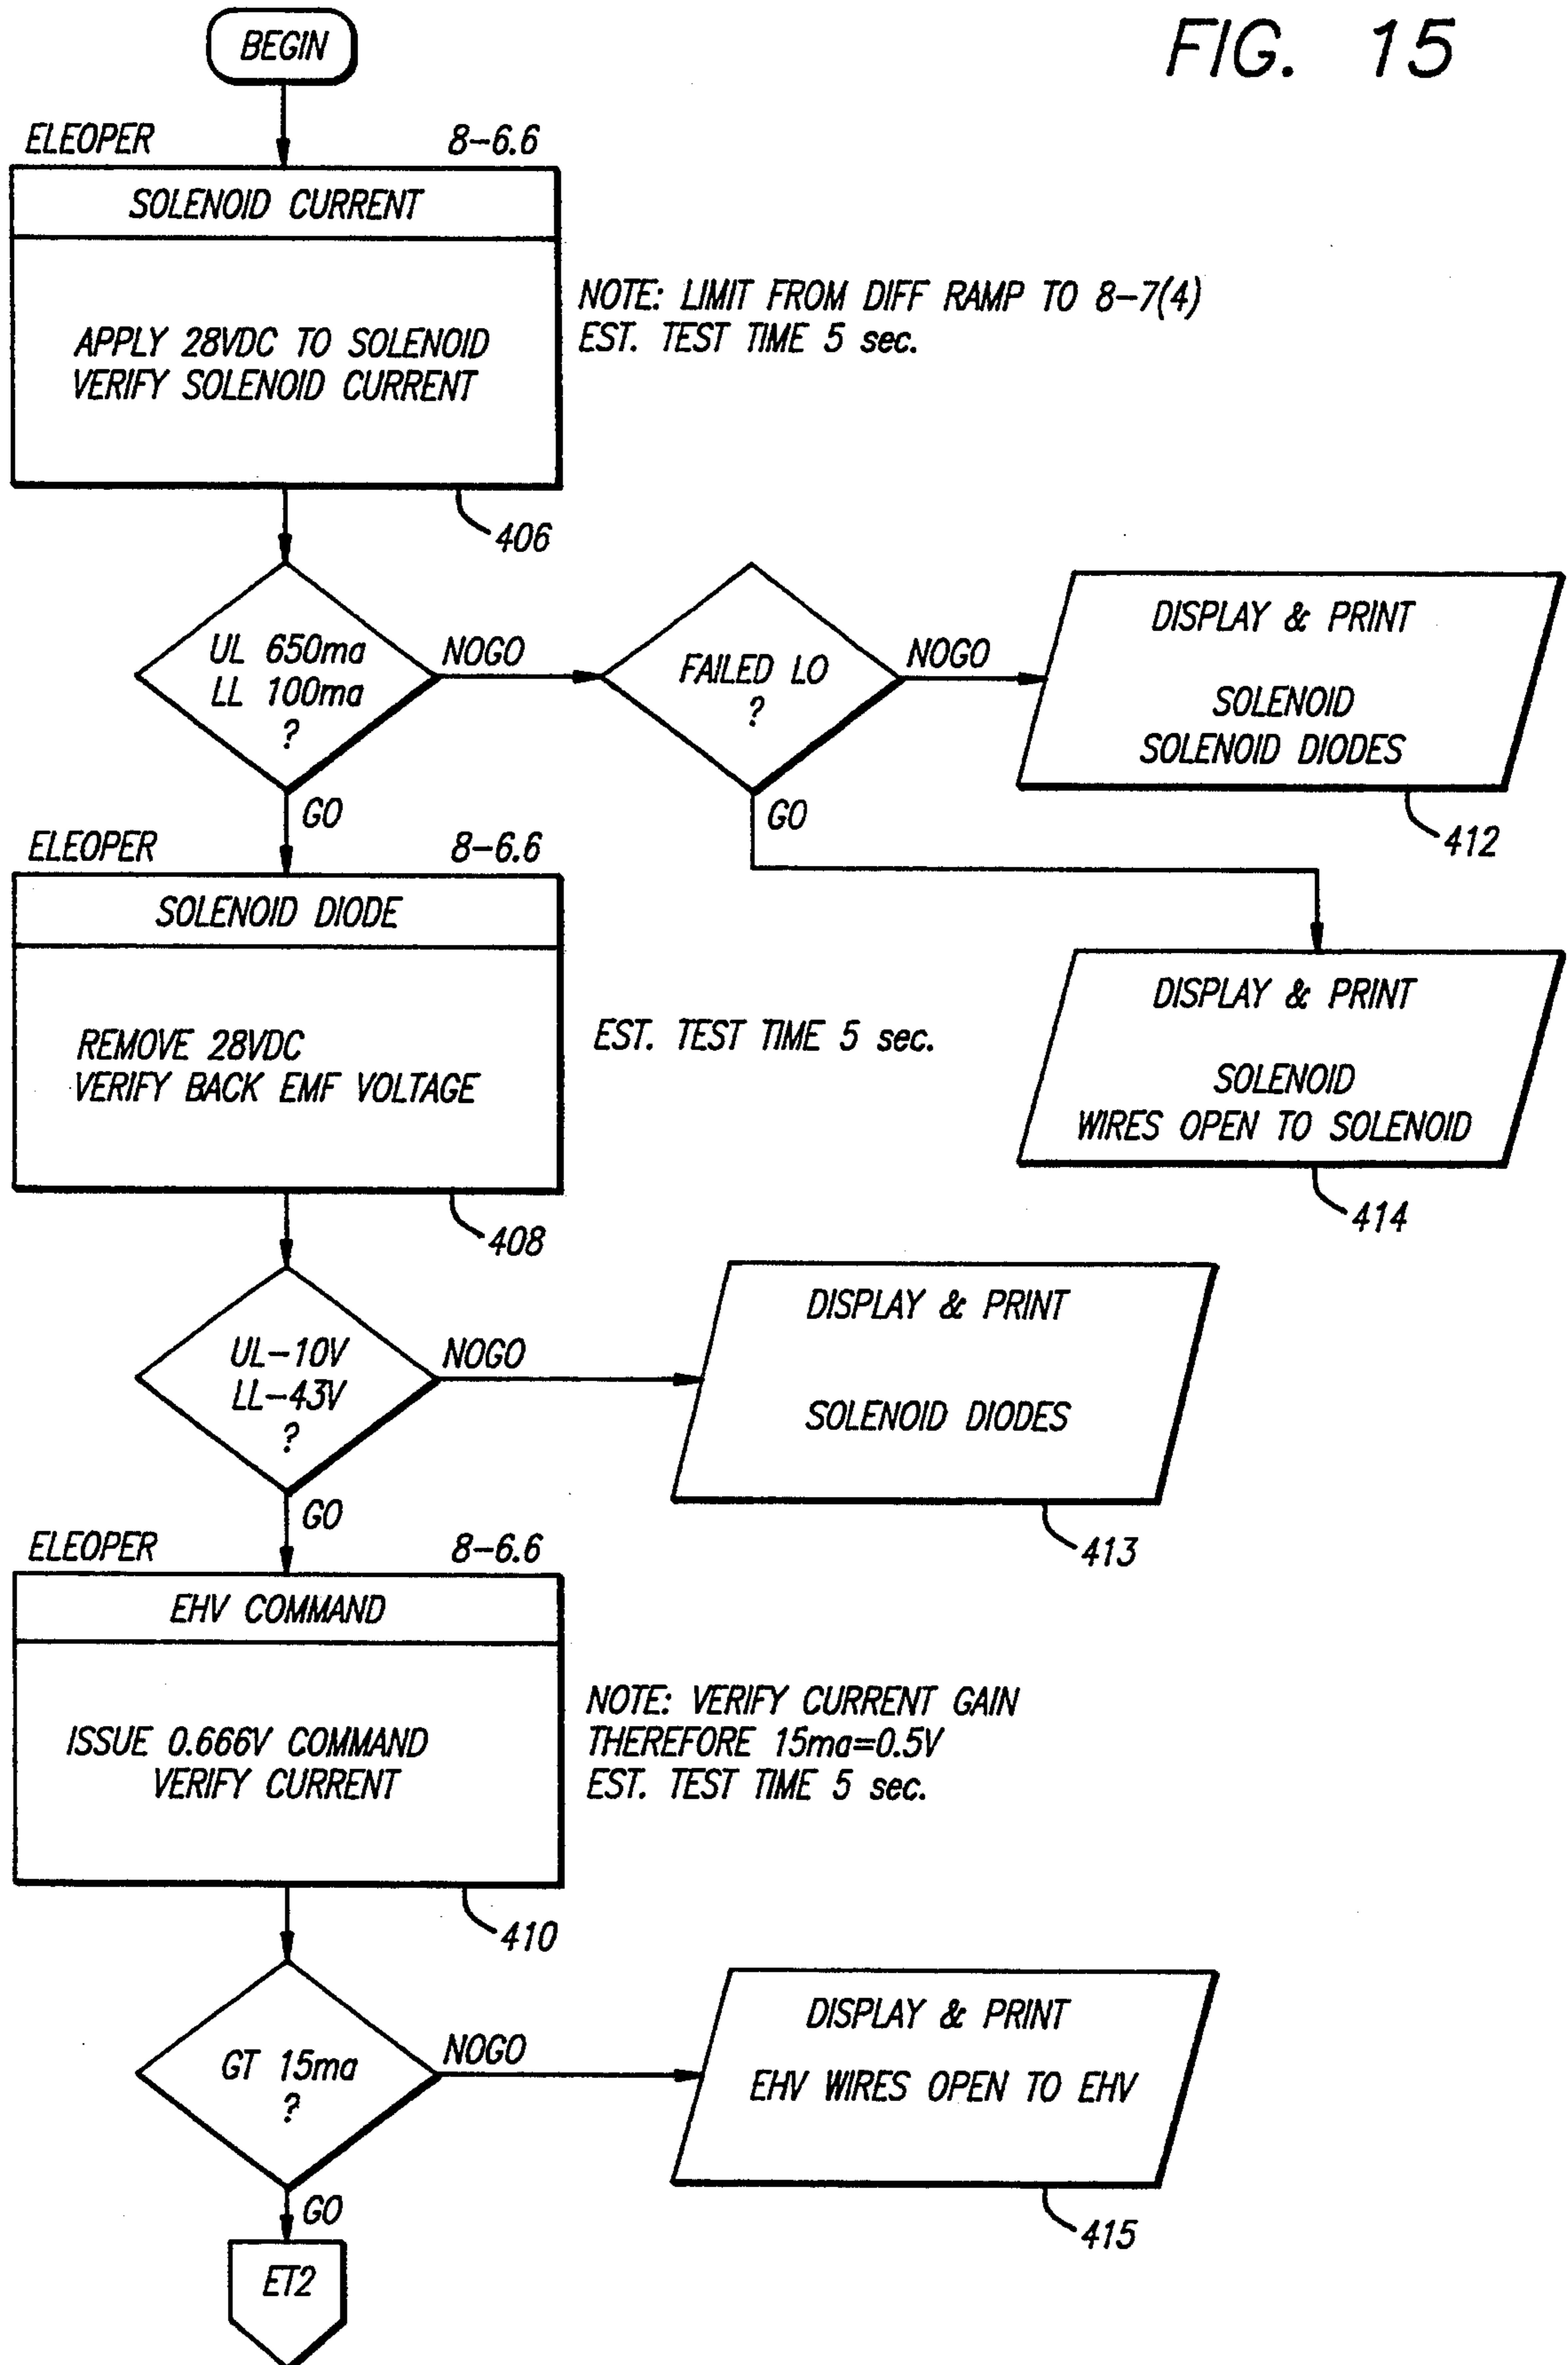 FIG. 15
BEGIN
ELEOPER 8-6.6
SOLENOID CURRENT
APPLY 28VDC TO SOLENOID
VERIFY SOLENOID CURRENT
NOTE: LIMIT FROM DIFF RAMP TO 8-7(4)
EST. TEST TIME 5 sec.
406
UL 650ma
LL 100ma
?
NOGO
FAILED LO
?
NOGO
DISPLAY & PRINT
SOLENOID
SOLENOID DIODES
412
GO
GO
ELEOPER 8-6.6
SOLENOID DIODE
REMOVE 28VDC
VERIFY BACK EMF VOLTAGE
EST. TEST TIME 5 sec.
408
DISPLAY & PRINT
SOLENOID
WIRES OPEN TO SOLENOID
414
UL-10V
LL-43V
?
NOGO
DISPLAY & PRINT
SOLENOID DIODES
413
GO
ELEOPER 8-6.6
EHV COMMAND
ISSUE 0.666V COMMAND
VERIFY CURRENT
NOTE: VERIFY CURRENT GAIN
THEREFORE 15ma=0.5V
EST. TEST TIME 5 sec.
410
GT 15ma
?
NOGO
DISPLAY & PRINT
EHV WIRES OPEN TO EHV
415
GO
ET2